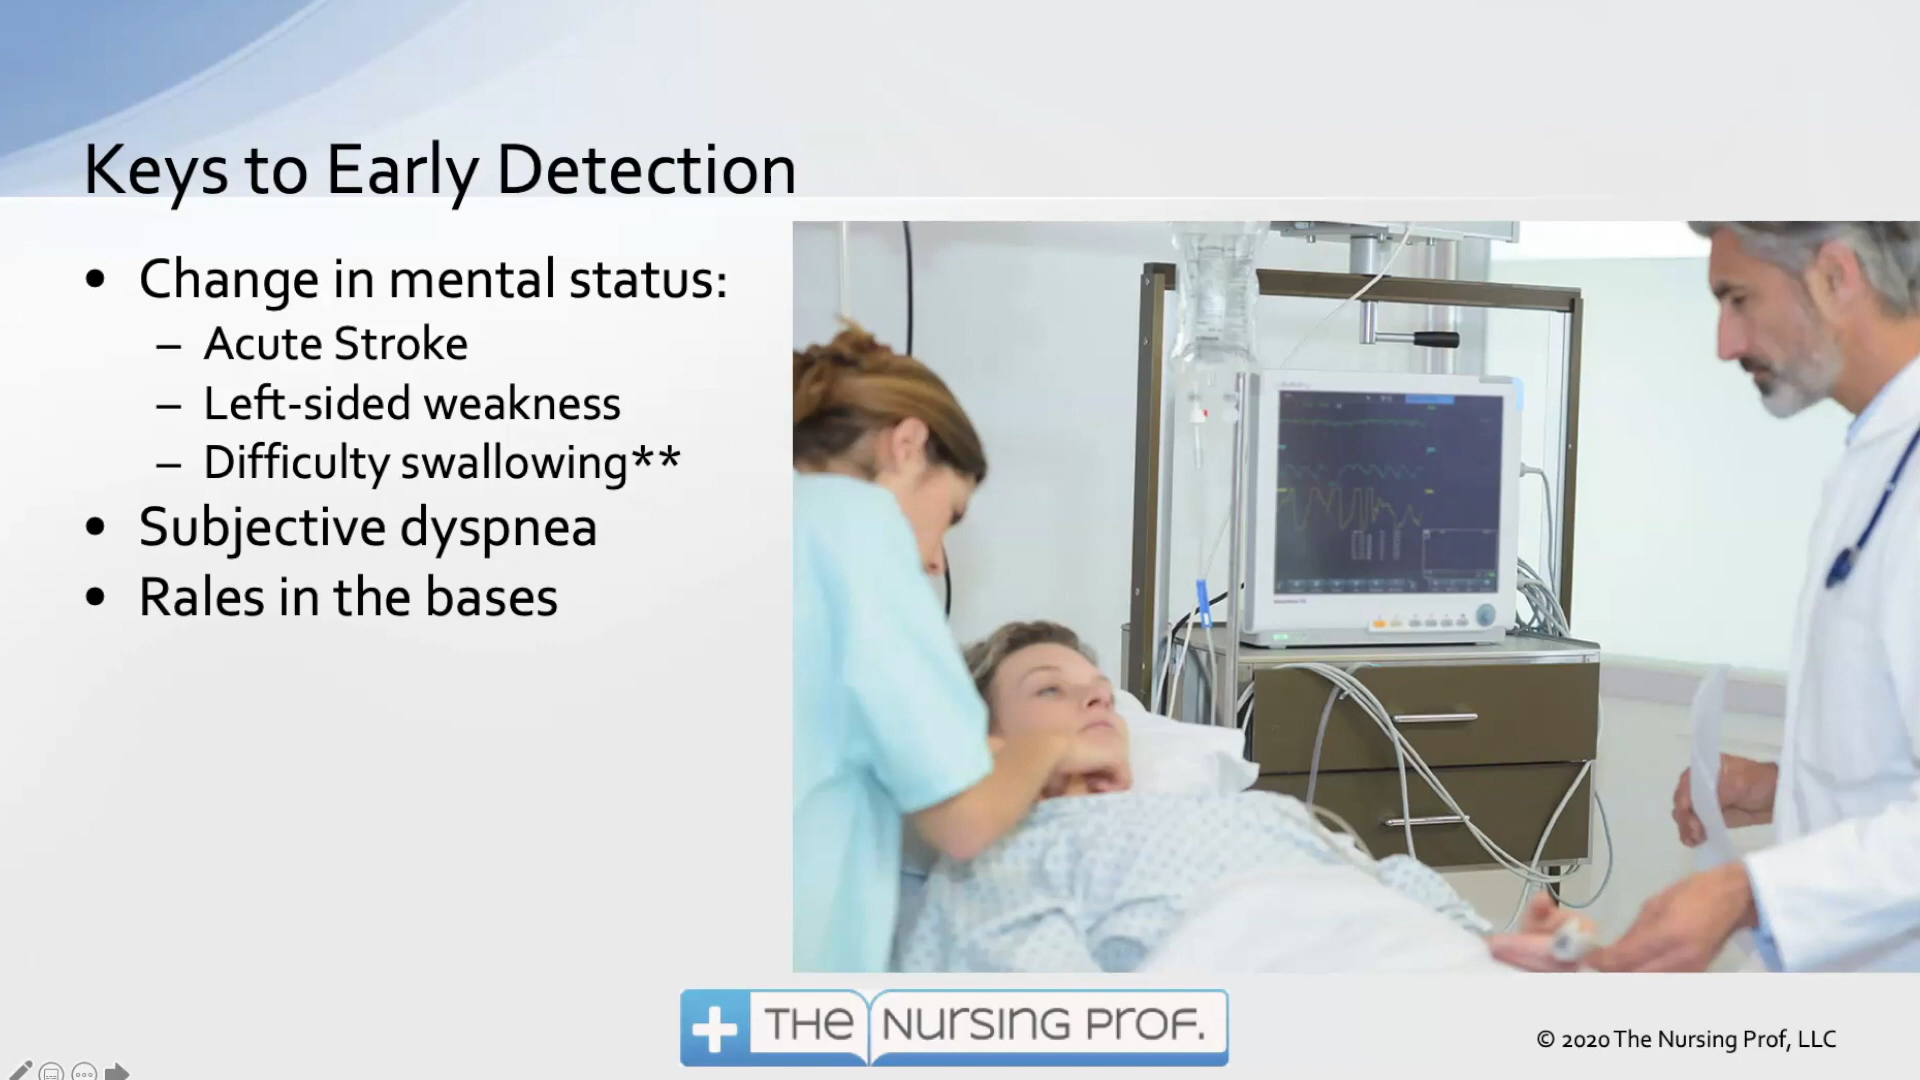 Keys to Early Detection
• Change in mental status:
– Acute Stroke
– Left-sided weakness
– Difficulty swallowing**
• Subjective dyspnea
• Rales in the bases
THE NURSING PROF.
© 2020 The Nursing Prof, LLC